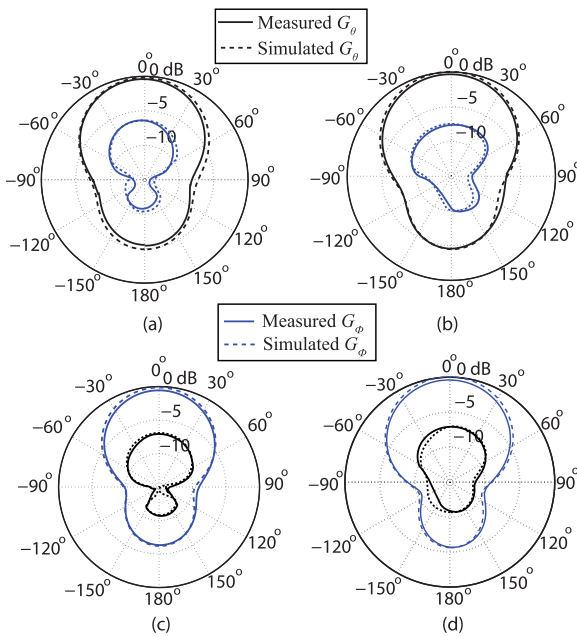 Measured Gθ
Simulated Gθ
0° 0 dB
−30° 30°
−60° −5 60°
−10
−90° 90°
−120° 120°
−150° 150°
180°
(a)
0° 0 dB
−30° 30°
−60° −5 60°
−10
−90° 90°
−120° 120°
−150° 150°
180°
(b)
Measured GΦ
Simulated GΦ
0° 0 dB
−30° 30°
−60° −5 60°
−10
−90° 90°
−120° 120°
−150° 150°
180°
(c)
0° 0 dB
−30° 30°
−60° −5 60°
−10
−90° 90°
−120° 120°
−150° 150°
180°
(d)